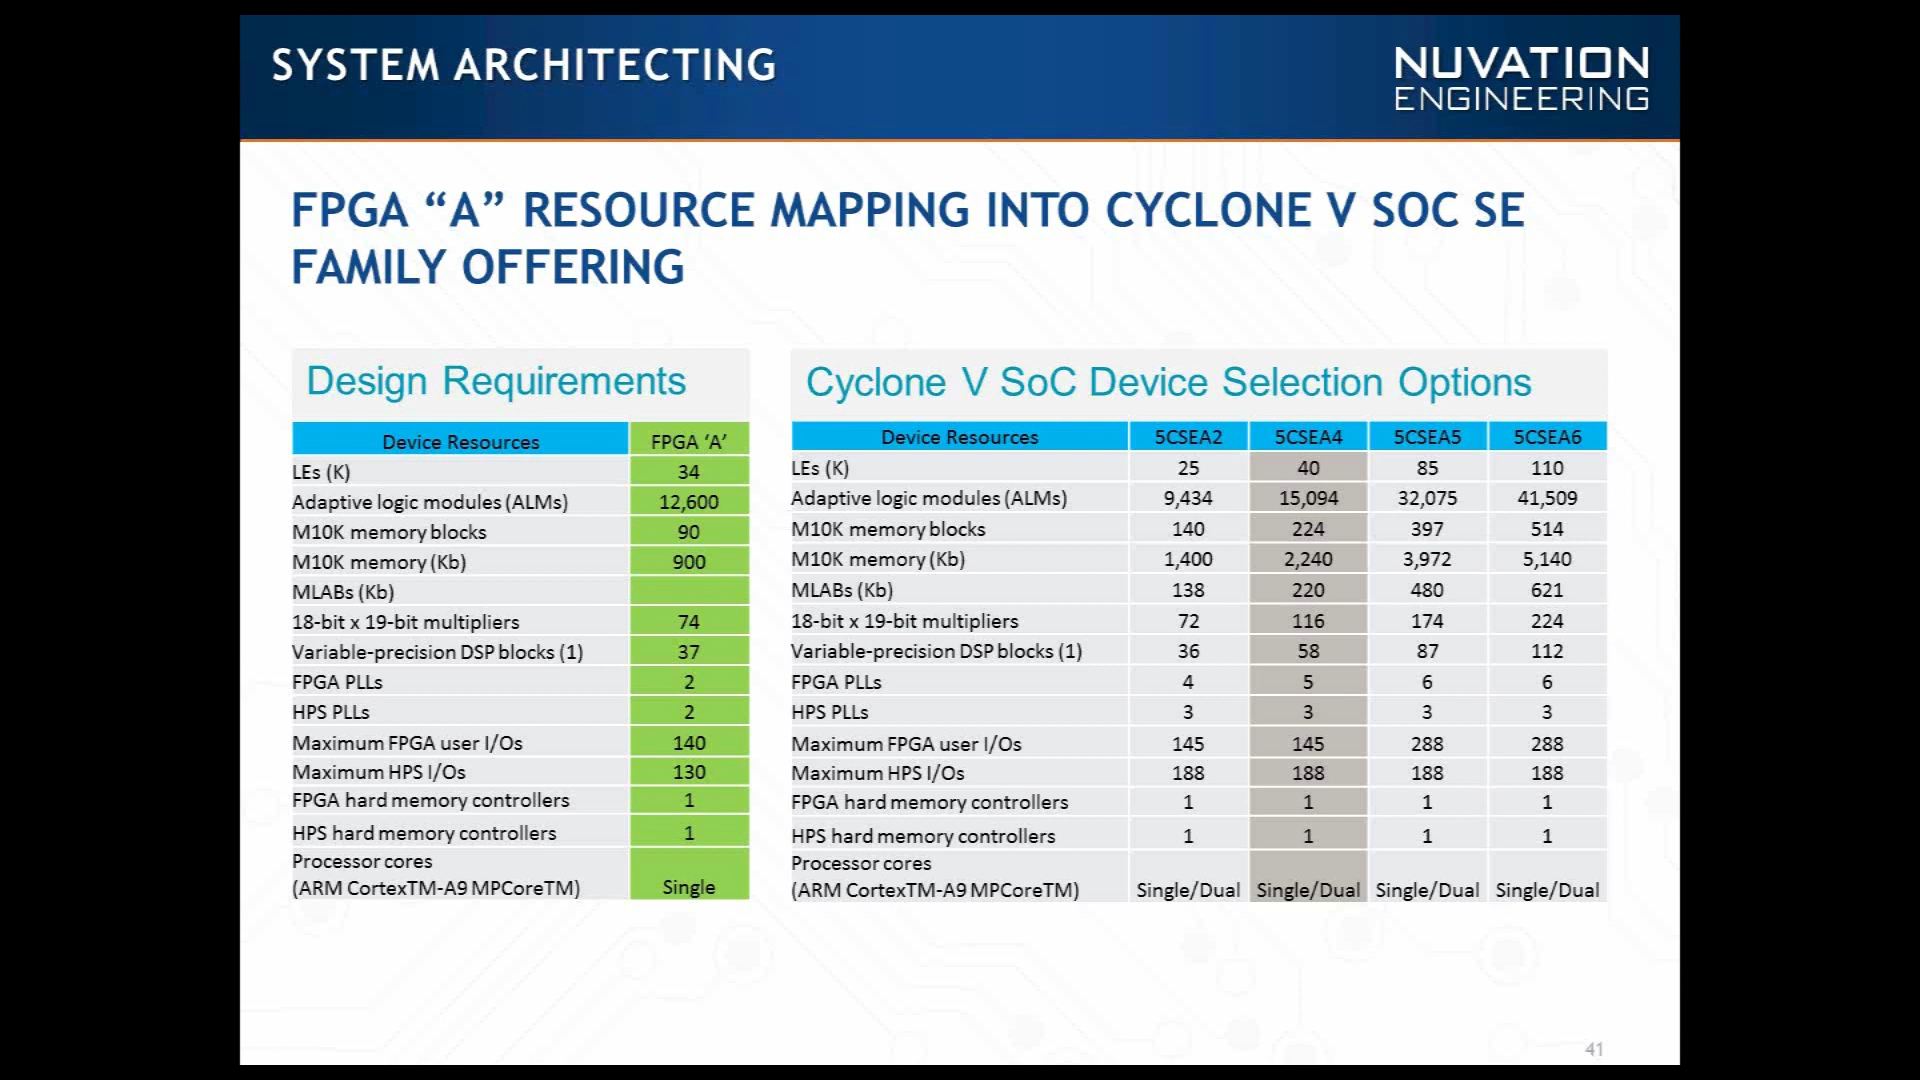 SYSTEM ARCHITECTING
NUVATION
ENGINEERING
FPGA “A” RESOURCE MAPPING INTO CYCLONE V SOC SE
FAMILY OFFERING
Design Requirements
Device Resources FPGA ‘A’
LEs (K) 34
Adaptive logic modules (ALMs) 12,600
M10K memory blocks 90
M10K memory (Kb) 900
MLABs (Kb)
18-bit x 19-bit multipliers 74
Variable-precision DSP blocks (1) 37
FPGA PLLs 2
HPS PLLs 2
Maximum FPGA user I/Os 140
Maximum HPS I/Os 130
FPGA hard memory controllers 1
HPS hard memory controllers 1
Processor cores
(ARM CortexTM-A9 MPCoreTM) Single
Cyclone V SoC Device Selection Options
Device Resources 5CSEA2 5CSEA4 5CSEA5 5CSEA6
LEs (K) 25 40 85 110
Adaptive logic modules (ALMs) 9,434 15,094 32,075 41,509
M10K memory blocks 140 224 397 514
M10K memory (Kb) 1,400 2,240 3,972 5,140
MLABs (Kb) 138 220 480 621
18-bit x 19-bit multipliers 72 116 174 224
Variable-precision DSP blocks (1) 36 58 87 112
FPGA PLLs 4 5 6 6
HPS PLLs 3 3 3 3
Maximum FPGA user I/Os 145 145 288 288
Maximum HPS I/Os 188 188 188 188
FPGA hard memory controllers 1 1 1 1
HPS hard memory controllers 1 1 1 1
Processor cores
(ARM CortexTM-A9 MPCoreTM) Single/Dual Single/Dual Single/Dual Single/Dual
41